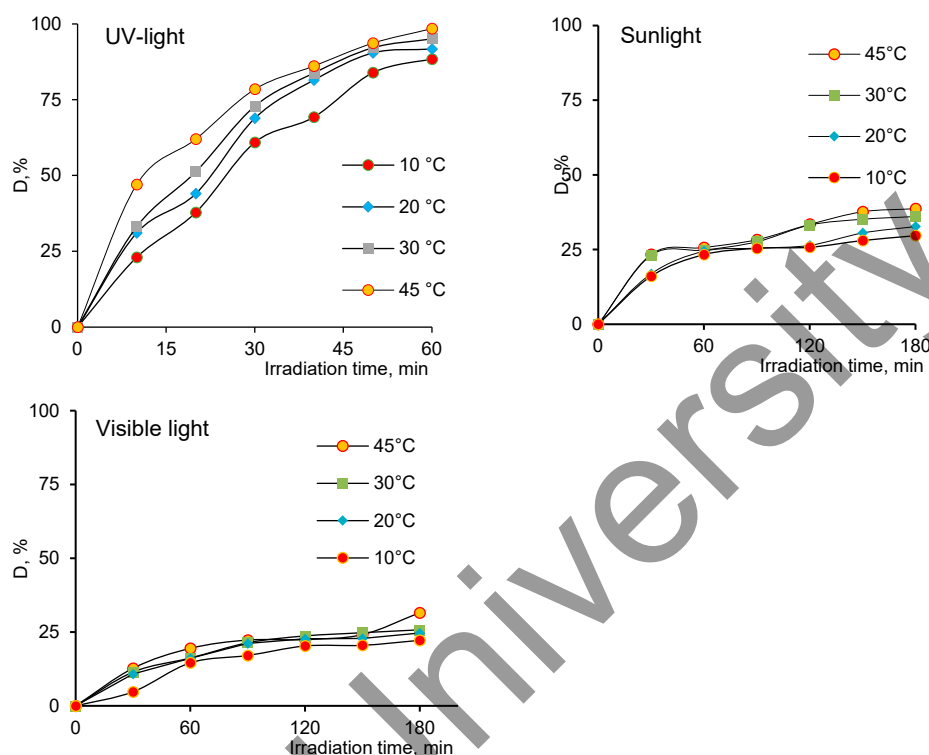 UV-light
100
75
50
25
0
D, %
0 15 30 45 60
Irradiation time, min
10 °C
20 °C
30 °C
45 °C
Sunlight
100
75
50
25
0
D, %
0 60 120 180
Irradiation time, min
45°C
30°C
20°C
10°C
Visible light
100
75
50
25
0
D, %
0 60 120 180
Irradiation time, min
45°C
30°C
20°C
10°C
University